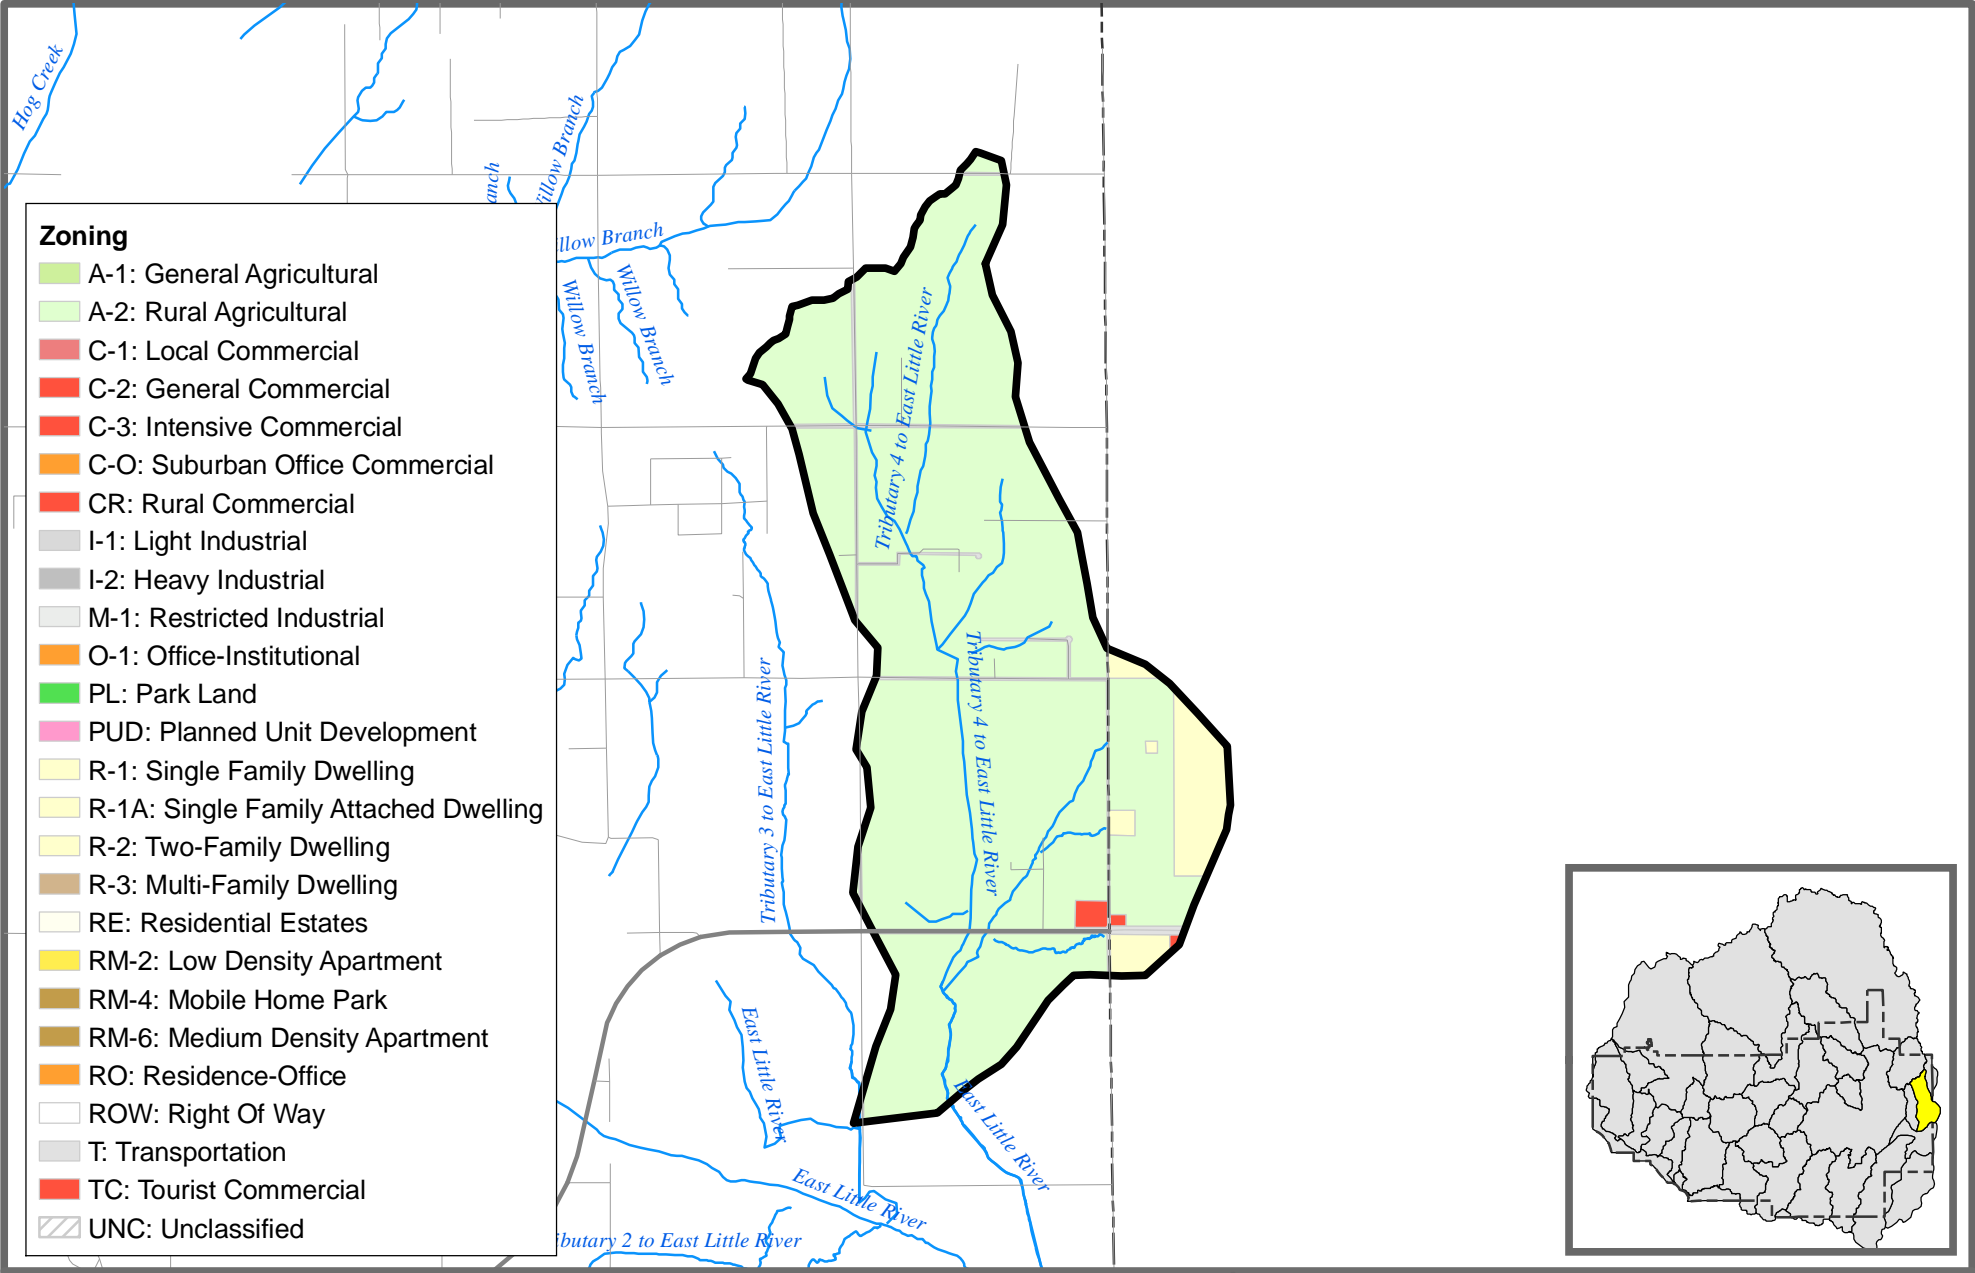 Hog Creek
anch
illow Branch
illow Branch
Willow Branch
Willow Branch
Zoning
A-1: General Agricultural
A-2: Rural Agricultural
C-1: Local Commercial
C-2: General Commercial
C-3: Intensive Commercial
C-O: Suburban Office Commercial
CR: Rural Commercial
I-1: Light Industrial
I-2: Heavy Industrial
M-1: Restricted Industrial
O-1: Office-Institutional
PL: Park Land
PUD: Planned Unit Development
R-1: Single Family Dwelling
R-1A: Single Family Attached Dwelling
R-2: Two-Family Dwelling
R-3: Multi-Family Dwelling
RE: Residential Estates
RM-2: Low Density Apartment
RM-4: Mobile Home Park
RM-6: Medium Density Apartment
RO: Residence-Office
ROW: Right Of Way
T: Transportation
TC: Tourist Commercial
UNC: Unclassified
Tributary 4 to East Little River
Tributary 4 to East Little River
Tributary 3 to East Little River
East Little River
East Little River
East Little River
ibutary 2 to East Little River